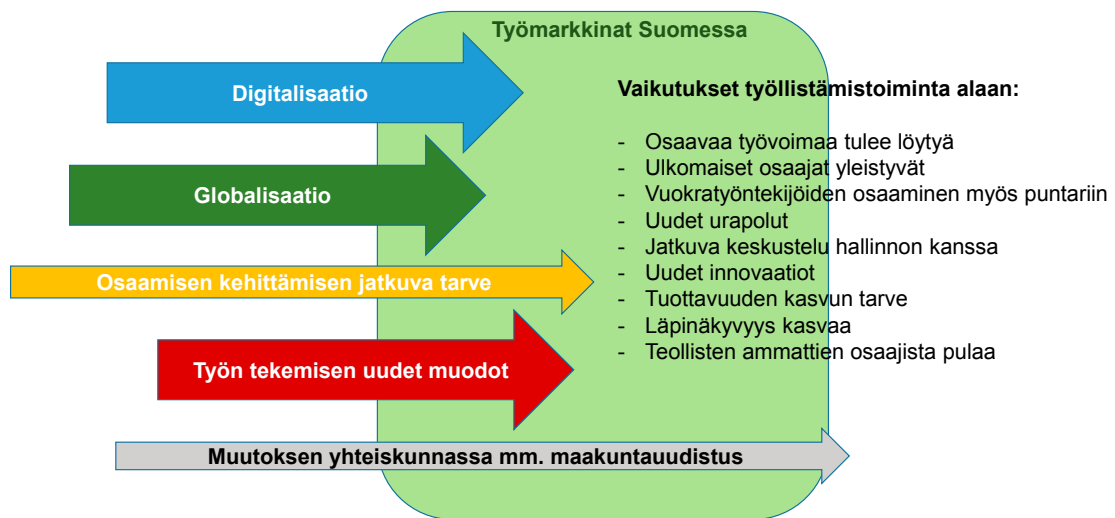 Työmarkkinat Suomessa
Digitalisaatio
Globalisaatio
Osaamisen kehittämisen jatkuva tarve
Työn tekemisen uudet muodot
Muutoksen yhteiskunnassa mm. maakuntauudistus
Vaikutukset työllistämistoiminta alaan:
- Osaavaa työvoimaa tulee löytyä
- Ulkomaiset osaajat yleistyvät
- Vuokratyöntekijöiden osaaminen myös puntariin
- Uudet urapolut
- Jatkuva keskustelu hallinnon kanssa
- Uudet innovaatiot
- Tuottavuuden kasvun tarve
- Läpinäkyvyys kasvaa
- Teollisten ammattien osaajista pulaa